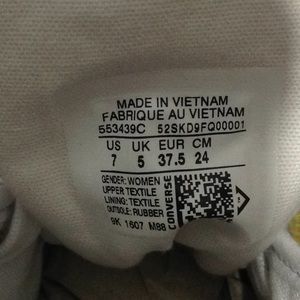 MADE IN VIETNAM
FABRIQUE AU VIETNAM
553439C 52SKD9FQ00001
US UK EUR CM
7 5 37.5 24
GENDER: WOMEN
UPPER: TEXTILE
LINING: TEXTILE
OUTSOLE: RUBBER
9K 1607 M88
CONVERSE